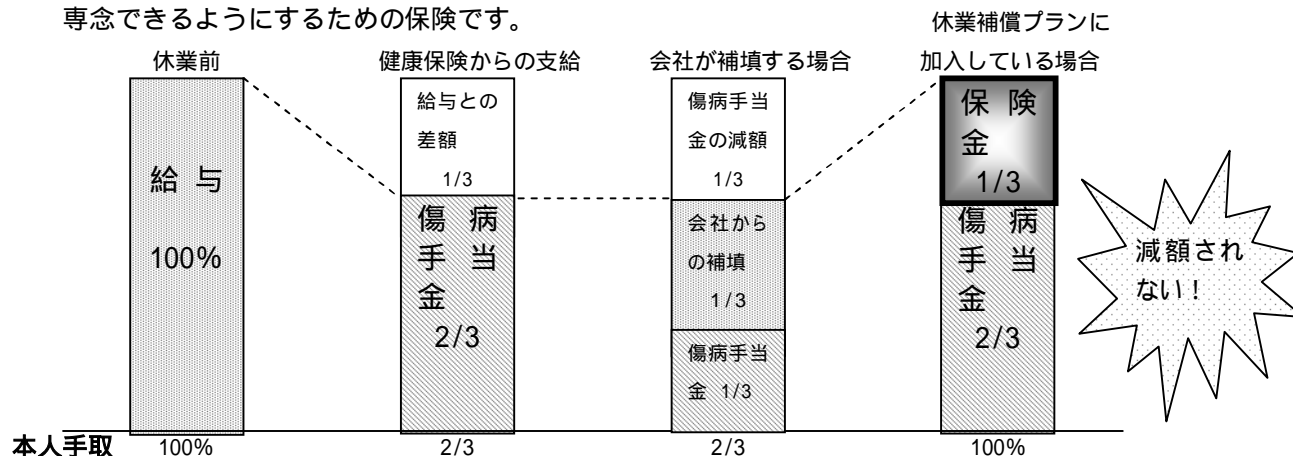 専念できるようにするための保険です。
休業補償プランに
休業前
健康保険からの支給
会社が補填する場合
加入している場合
給 与
100%
給与との
差額
1/3
傷 病
手 当
金
2/3
傷病手当
金の減額
1/3
会社から
の補填
1/3
傷病手当
金 1/3
保 険
金
1/3
傷 病
手 当
金
2/3
減額され
ない！
本人手取 100% 2/3 2/3 100%